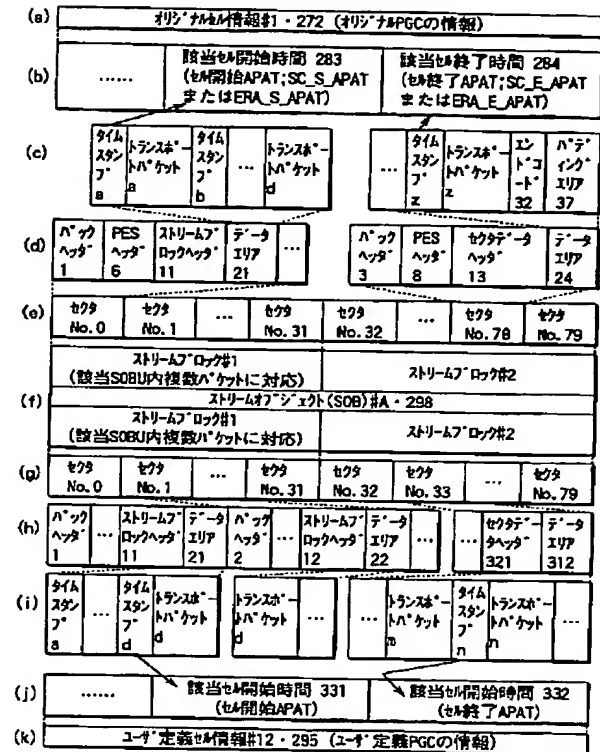 (a) オリジナルセル情報#1・272 (オリジナルPGCの情報)
(b) ...... 該当セル開始時間 283 (セル開始APAT;SC_S_APATまたはERA_S_APAT) 該当セル終了時間 284 (セル終了APAT;SC_E_APATまたはERA_E_APAT)
(c) タイムスタンプa トランスポートパケットa タイムスタンプb ... トランスポートパケットd ... タイムスタンプz トランスポートパケットz エンドコード32 パディングエリア37
(d) パックヘッダ1 PESヘッダ6 ストリームブロックヘッダ11 データエリア21 ... パックヘッダ3 PESヘッダ8 セクタデータヘッダ13 データエリア24
(e) セクタNo.0 セクタNo.1 ... セクタNo.31 セクタNo.32 ... セクタNo.78 セクタNo.79
ストリームブロック#1 (該当SOBU内複数パケットに対応) ストリームブロック#2
(f) ストリームオブジェクト(SOB)#A・298
ストリームブロック#1 (該当SOBU内複数パケットに対応) ストリームブロック#2
(g) セクタNo.0 セクタNo.1 ... セクタNo.31 セクタNo.32 セクタNo.33 ... セクタNo.79
(h) パックヘッダ1 ... ストリームブロックヘッダ11 データエリア21 パックヘッダ2 ... ストリームブロックヘッダ12 データエリア22 ... ... セクタデータヘッダ321 データエリア312
(i) タイムスタンプa ... タイムスタンプd トランスポートパケットd トランスポートパケットd ... ... トランスポートパケットm タイムスタンプn トランスポートパケットn ...
(j) ...... 該当セル開始時間 331 (セル開始APAT) 該当セル開始時間 332 (セル終了APAT)
(k) ユーザ定義セル情報#12・295 (ユーザ定義PGCの情報)